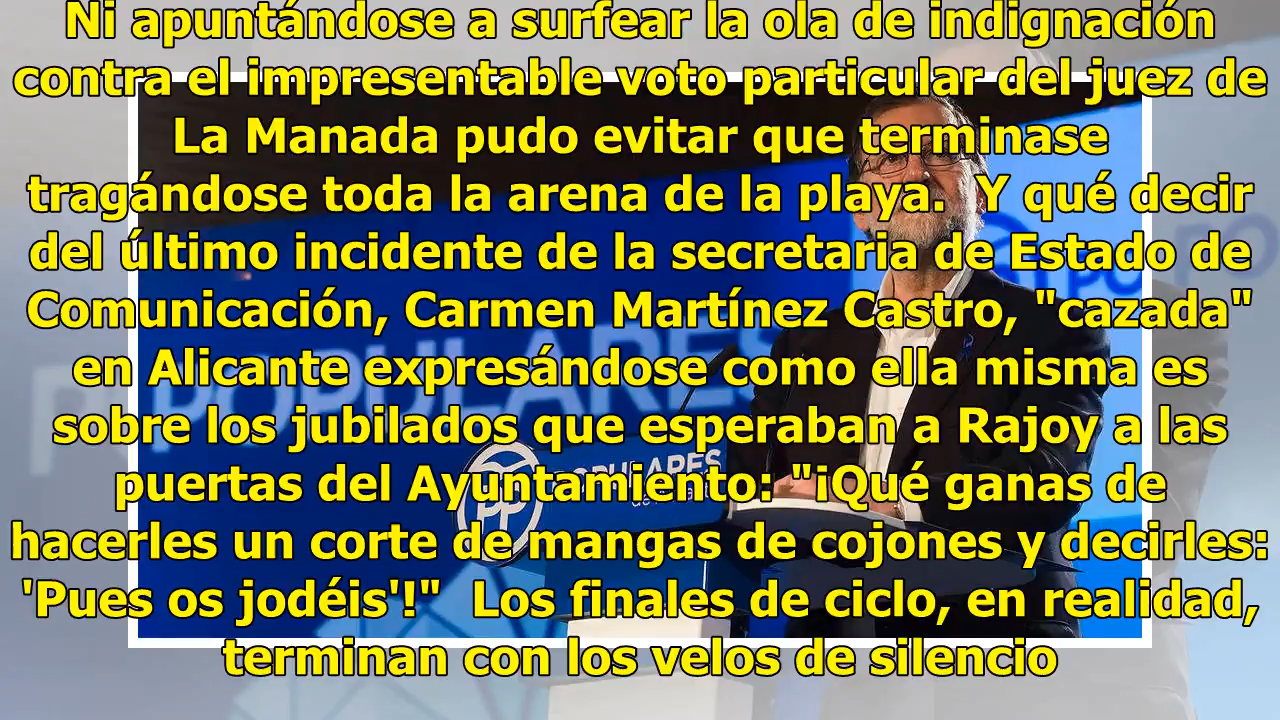 Ni apuntándose a surfear la ola de indignación
contra el impresentable voto particular del juez de
La Manada pudo evitar que terminase
tragándose toda la arena de la playa.  Y qué decir
del último incidente de la secretaria de Estado de
Comunicación, Carmen Martínez Castro, "cazada"
en Alicante expresándose como ella misma es
sobre los jubilados que esperaban a Rajoy a las
puertas del Ayuntamiento: "¡Qué ganas de
hacerles un corte de mangas de cojones y decirles:
'Pues os jodéis'!"  Los finales de ciclo, en realidad,
terminan con los velos de silencio
POPULARES
PP
POPULARES